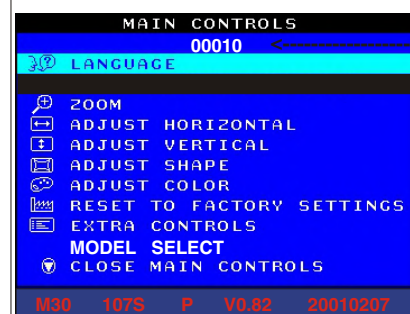 MAIN CONTROLS
00010
LANGUAGE
ZOOM
ADJUST HORIZONTAL
ADJUST VERTICAL
ADJUST SHAPE
ADJUST COLOR
RESET TO FACTORY SETTINGS
EXTRA CONTROLS
MODEL SELECT
CLOSE MAIN CONTROLS
M30 107S P V0.82 20010207